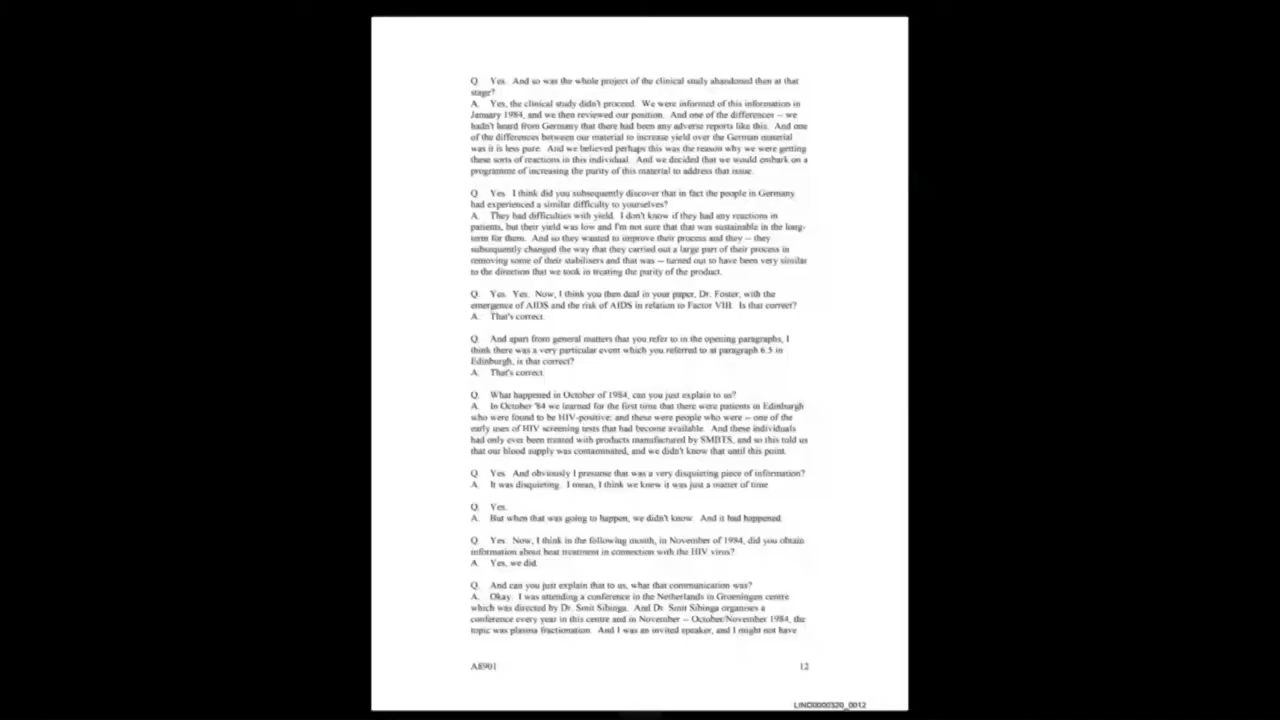 Q. Yes. And so was the whole project of the clinical study abandoned then at that
stage?
A. Yes, the clinical study didn't proceed. We were informed of this information in
January 1984, and we then reviewed our position. And one of the differences -- we
hadn't heard from Germany that there had been any adverse reports like this. And one
of the differences between our material to increase yield over the German material
was it is less pure. And we believed perhaps this was the reason why we were getting
these sorts of reactions in this individual. And we decided that we would embark on a
programme of increasing the purity of this material to address that issue.
Q. Yes. I think did you subsequently discover that in fact the people in Germany
had experienced a similar difficulty to yourselves?
A. They had difficulties with yield. I don't know if they had any reactions in
patients, but their yield was low and I'm not sure that that was sustainable in the long-
term for them. And so they wanted to improve their process and they -- they
subsequently changed the way that they carried out a large part of their process in
removing some of their stabilisers and that was -- turned out to have been very similar
to the direction that we took in treating the purity of the product.
Q. Yes. Yes. Now, I think you then deal in your paper, Dr. Foster, with the
emergence of AIDS and the risk of AIDS in relation to Factor VIII. Is that correct?
A. That's correct.
Q. And apart from general matters that you refer to in the opening paragraphs, I
think there was a very particular event which you referred to at paragraph 6.5 in
Edinburgh, is that correct?
A. That's correct.
Q. What happened in October of 1984, can you just explain to us?
A. In October '84 we learned for the first time that there were patients in Edinburgh
who were found to be HIV-positive; and these were people who were -- one of the
early uses of HIV screening tests that had become available. And these individuals
had only ever been treated with products manufactured by SMBTS, and so this told us
that our blood supply was contaminated, and we didn't know that until this point.
Q. Yes. And obviously I presume that was a very disquieting piece of information?
A. It was disquieting. I mean, I think we knew it was just a matter of time
Q. Yes.
A. But when that was going to happen, we didn't know. And it had happened.
Q. Yes. Now, I think in the following month, in November of 1984, did you obtain
information about heat treatment in connection with the HIV virus?
A. Yes, we did.
Q. And can you just explain that to us, what that communication was?
A. Okay. I was attending a conference in the Netherlands in Groeningen centre
which was directed by Dr. Smit Sibinga. And Dr. Smit Sibinga organises a
conference every year in this centre and in November -- October/November 1984, the
topic was plasma fractionation. And I was an invited speaker, and I might not have
A8901
12
LIND0000320_0012